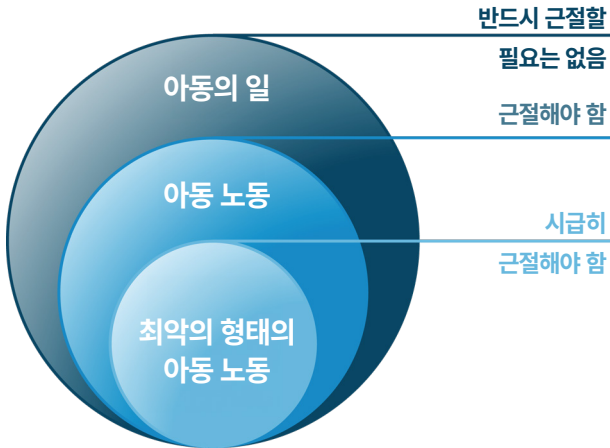 반드시 근절할
필요는 없음
아동의 일
근절해야 함
아동 노동
시급히
근절해야 함
최악의 형태의
아동 노동